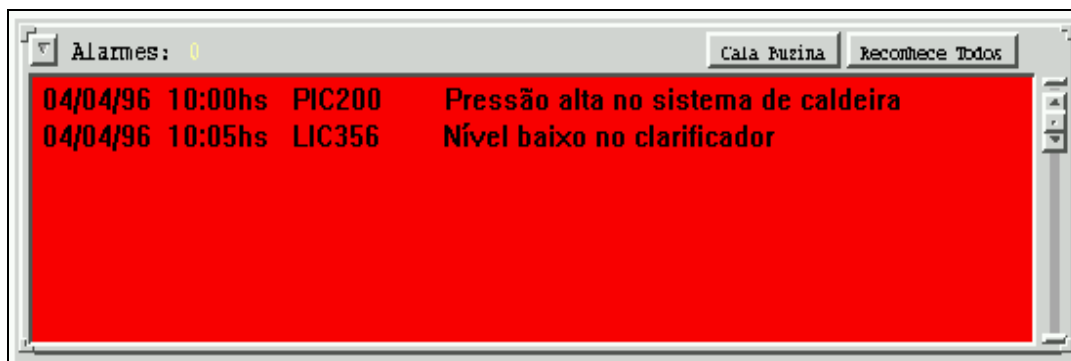 Alarmes: 0 Cala Buzina Reconhece Todos
04/04/96 10:00hs PIC200 Pressão alta no sistema de caldeira
04/04/96 10:05hs LIC356 Nível baixo no clarificador